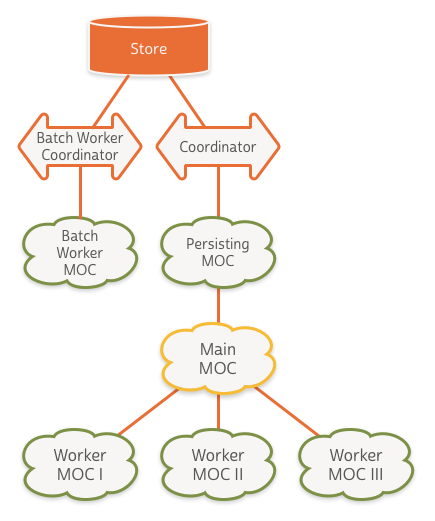 Store
Batch Worker
Coordinator
Coordinator
Batch
Worker
MOC
Persisting
MOC
Main
MOC
Worker
MOC I
Worker
MOC II
Worker
MOC III